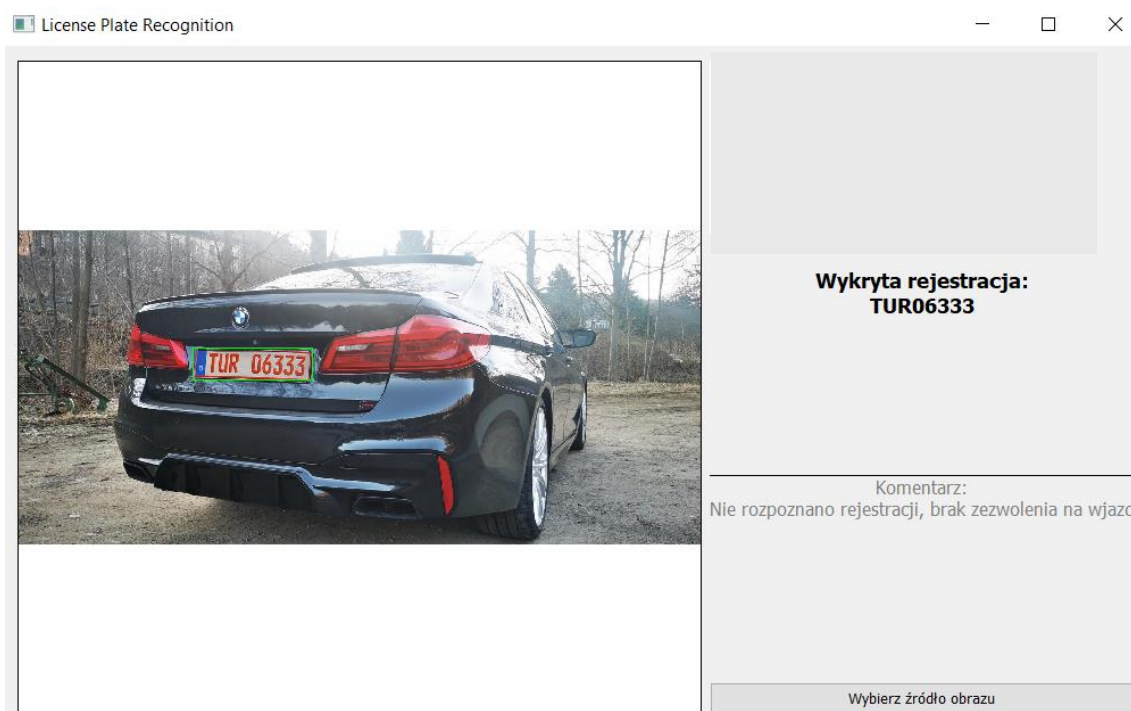 License Plate Recognition
TUR 06333
Wykryta rejestracja:
TUR06333
Komentarz:
Nie rozpoznano rejestracji, brak zezwolenia na wjazd
Wybierz źródło obrazu